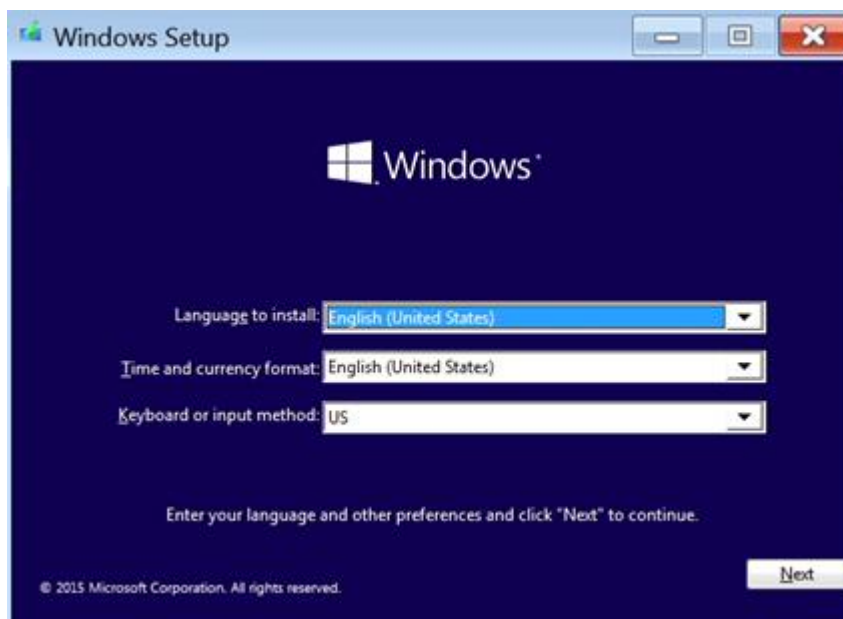 Windows Setup
Windows
Language to install: English (United States)
Time and currency format: English (United States)
Keyboard or input method: US
Enter your language and other preferences and click "Next" to continue.
Next
© 2015 Microsoft Corporation. All rights reserved.